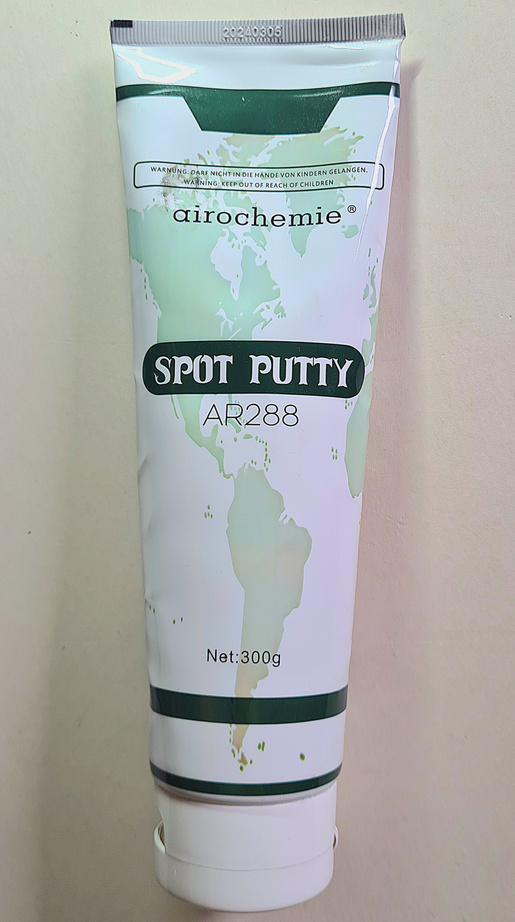 20240305
WARNUNG: DARF NICHT IN DIE HÄNDE VON KINDERN GELANGEN.
WARNING: KEEP OUT OF REACH OF CHILDREN
airochemie®
SPOT PUTTY
AR288
Net:300g